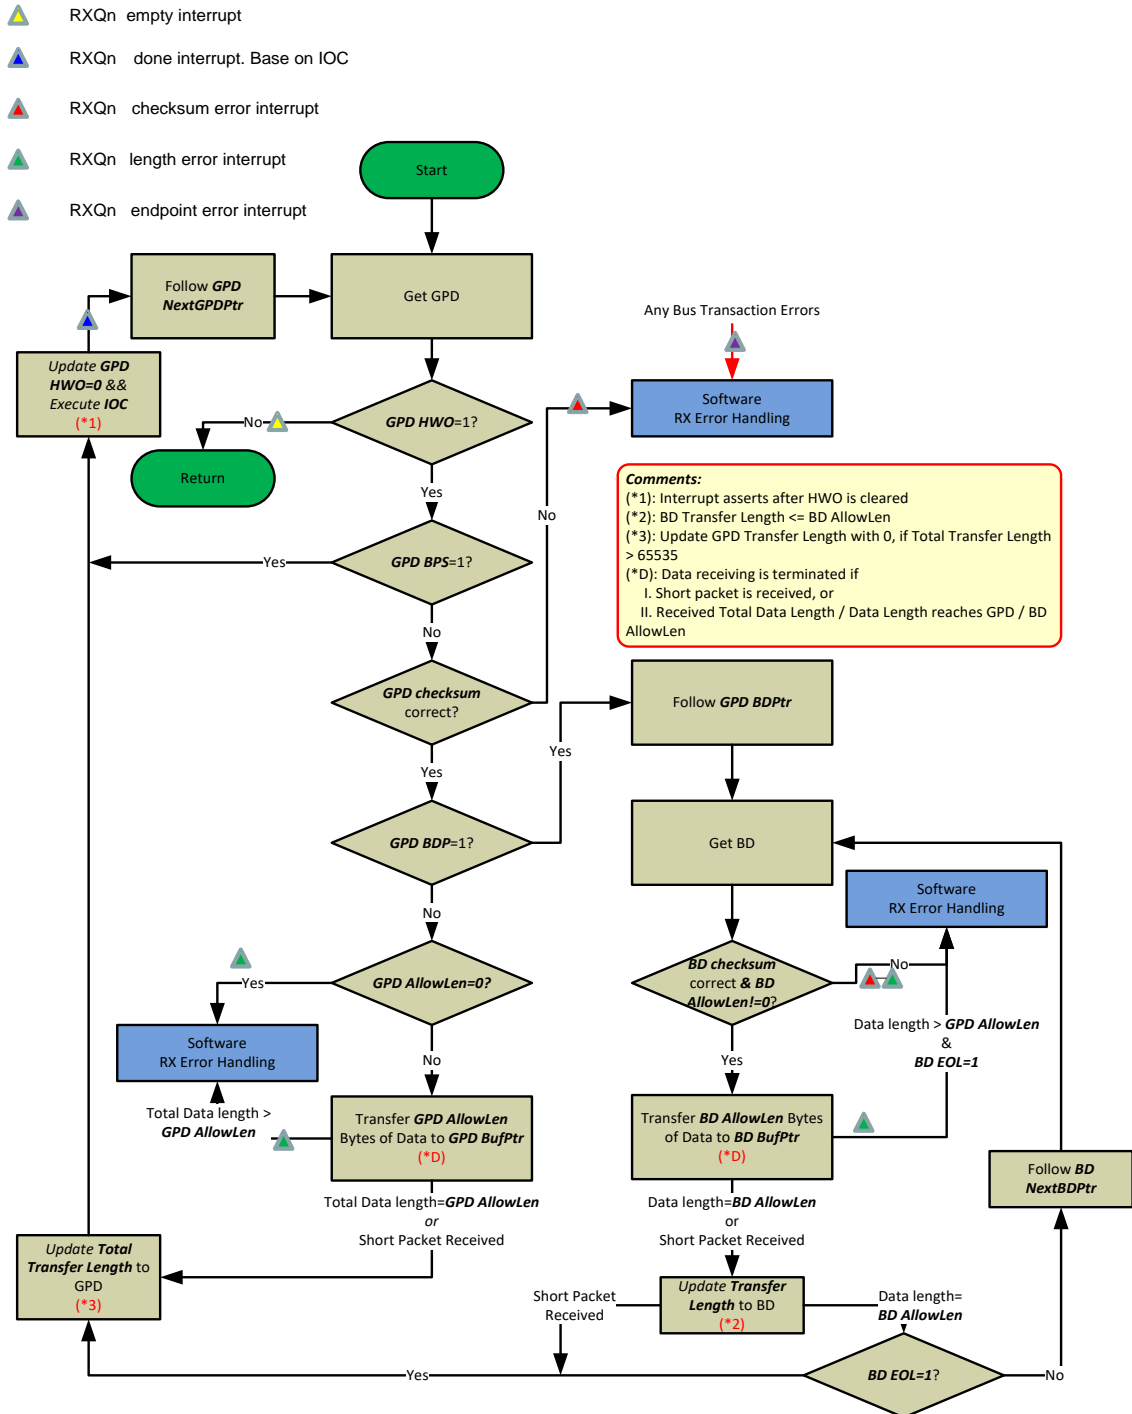 RXQn empty interrupt
RXQn done interrupt. Base on IOC
RXQn checksum error interrupt
RXQn length error interrupt
RXQn endpoint error interrupt
Start
Follow GPD
NextGPDPtr
Get GPD
Any Bus Transaction Errors
Update GPD
HWO=0 &&
Execute IOC
(*1)
Software
RX Error Handling
GPD HWO=1?
No
Return
Yes
No
Comments:
(*1): Interrupt asserts after HWO is cleared
(*2): BD Transfer Length <= BD AllowLen
(*3): Update GPD Transfer Length with 0, if Total Transfer Length
> 65535
(*D): Data receiving is terminated if
I. Short packet is received, or
II. Received Total Data Length / Data Length reaches GPD / BD
AllowLen
GPD BPS=1?
Yes
No
GPD checksum
correct?
Follow GPD BDPtr
Yes
Yes
GPD BDP=1?
Get BD
No
Software
RX Error Handling
GPD AllowLen=0?
Yes
BD checksum
correct & BD
AllowLen!=0?
No
Data length > GPD AllowLen
&
BD EOL=1
Software
RX Error Handling
No
Yes
Total Data length >
GPD AllowLen
Transfer GPD AllowLen
Bytes of Data to GPD BufPtr
(*D)
Transfer BD AllowLen Bytes
of Data to BD BufPtr
(*D)
Follow BD
NextBDPtr
Total Data length=GPD AllowLen
or
Short Packet Received
Data length=BD AllowLen
or
Short Packet Received
Update Total
Transfer Length to
GPD
(*3)
Short Packet
Received
Update Transfer
Length to BD
(*2)
Data length=
BD AllowLen
Yes
BD EOL=1?
No